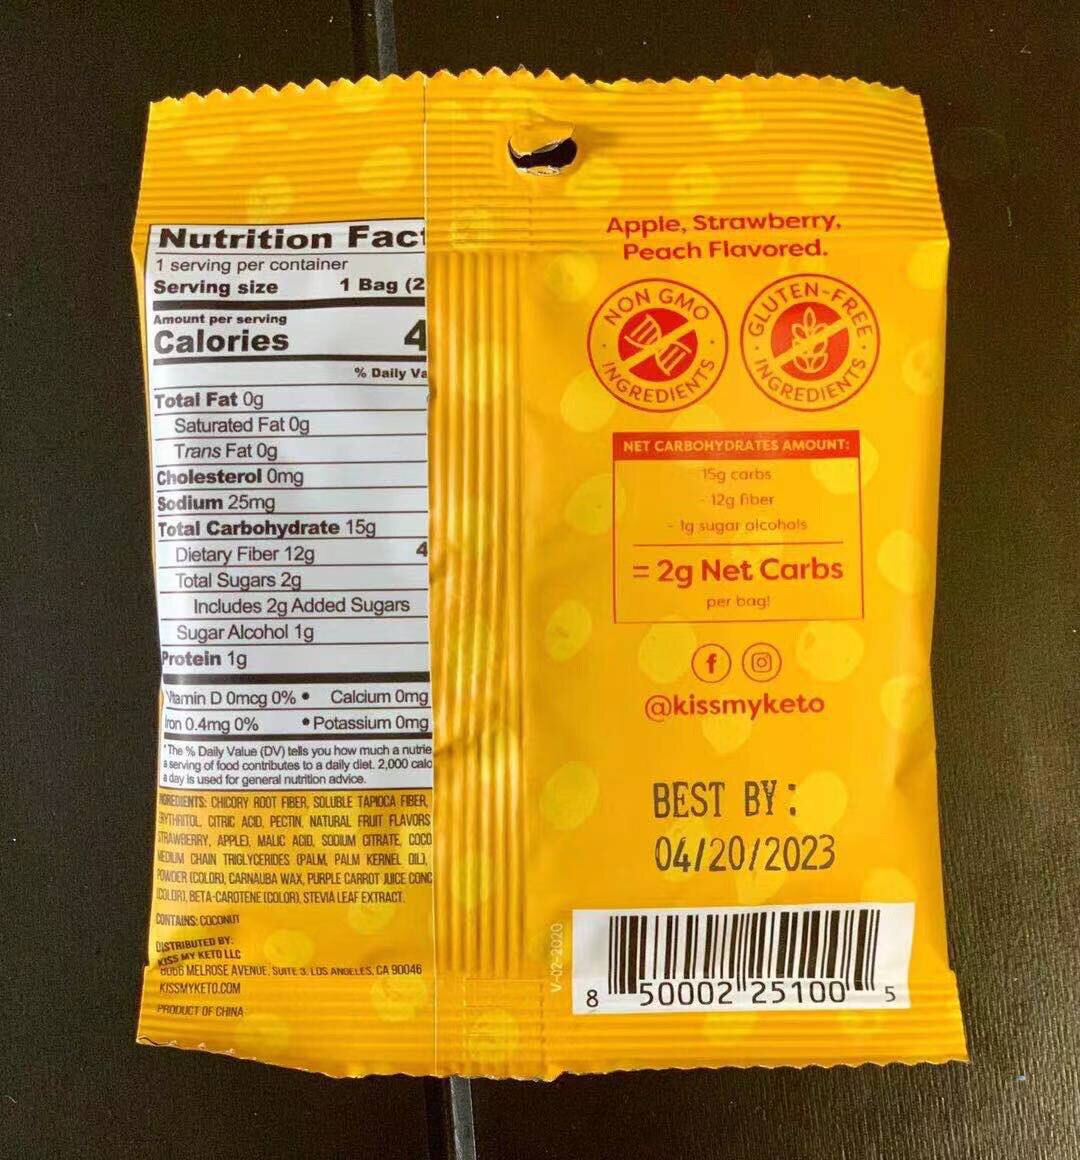 Nutrition Fact
1 serving per container
Serving size 1 Bag (2
Amount per serving
Calories 4
% Daily Va
Total Fat 0g
Saturated Fat 0g
Trans Fat 0g
Cholesterol 0mg
Sodium 25mg
Total Carbohydrate 15g
Dietary Fiber 12g 4
Total Sugars 2g
Includes 2g Added Sugars
Sugar Alcohol 1g
Protein 1g
Vitamin D 0mcg 0% • Calcium 0mg
Iron 0.4mg 0% • Potassium 0mg
*The % Daily Value (DV) tells you how much a nutrie
a serving of food contributes to a daily diet. 2,000 calo
a day is used for general nutrition advice.
INGREDIENTS: CHICORY ROOT FIBER, SOLUBLE TAPIOCA FIBER,
ERYTHRITOL, CITRIC ACID, PECTIN, NATURAL FRUIT FLAVORS
STRAWBERRY, APPLE), MALIC ACID, SODIUM CITRATE, COCO
MEDIUM CHAIN TRIGLYCERIDES (PALM, PALM KERNEL OIL),
POWDER (COLOR), CARNAUBA WAX, PURPLE CARROT JUICE CONC
(COLOR), BETA-CAROTENE (COLOR), STEVIA LEAF EXTRACT.
CONTAINS: COCONUT
DISTRIBUTED BY:
KISS MY KETO LLC
8066 MELROSE AVENUE, SUITE 3, LOS ANGELES, CA 90046
KISSMYKETO.COM
PRODUCT OF CHINA
Apple, Strawberry,
Peach Flavored.
NON GMO
INGREDIENTS
GLUTEN-FREE
INGREDIENTS
NET CARBOHYDRATES AMOUNT:
15g carbs
- 12g fiber
- 1g sugar alcohols
= 2g Net Carbs
per bag!
@kissmyketo
BEST BY:
04/20/2023
V-02-2020
8 50002 25100 5